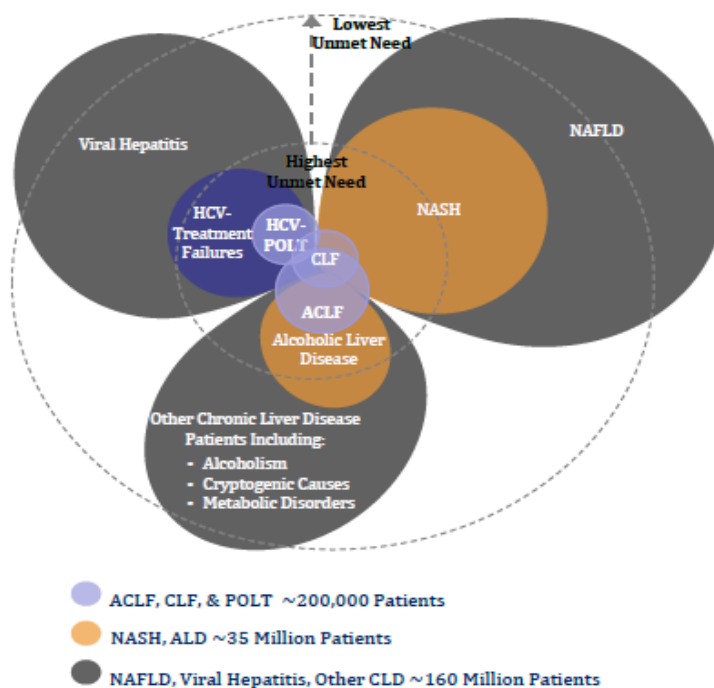 Lowest
Unmet Need
Viral Hepatitis
NAFLD
Highest
Unmet Need
HCV-
Treatment
Failures
HCV-
POLT
NASH
CLF
ACLF
Alcoholic Liver
Disease
Other Chronic Liver Disease
Patients Including:
- Alcoholism
- Cryptogenic Causes
- Metabolic Disorders
ACLF, CLF, & POLT ~200,000 Patients
NASH, ALD ~35 Million Patients
NAFLD, Viral Hepatitis, Other CLD ~160 Million Patients